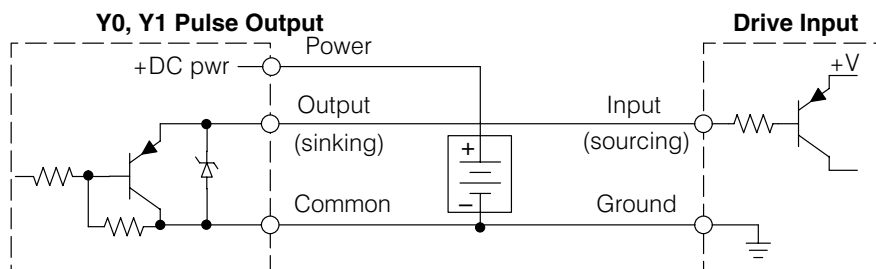 Y0, Y1 Pulse Output
Drive Input
Power
+DC pwr
+V
Output
(sinking)
Input
(sourcing)
+
–
Common
Ground